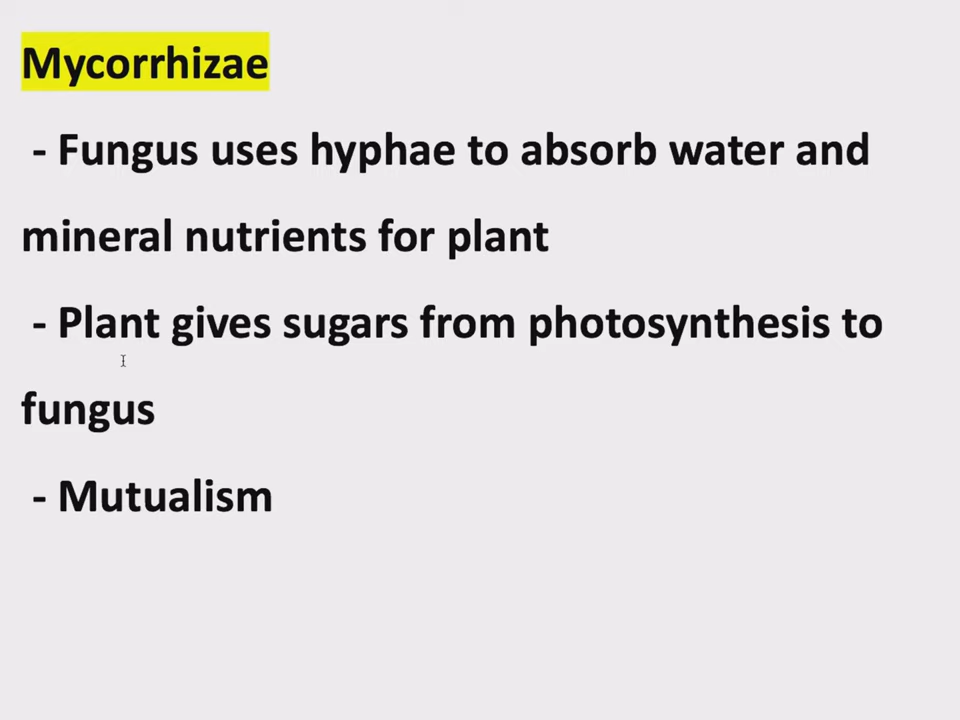 Mycorrhizae
- Fungus uses hyphae to absorb water and
mineral nutrients for plant
- Plant gives sugars from photosynthesis to
fungus
- Mutualism